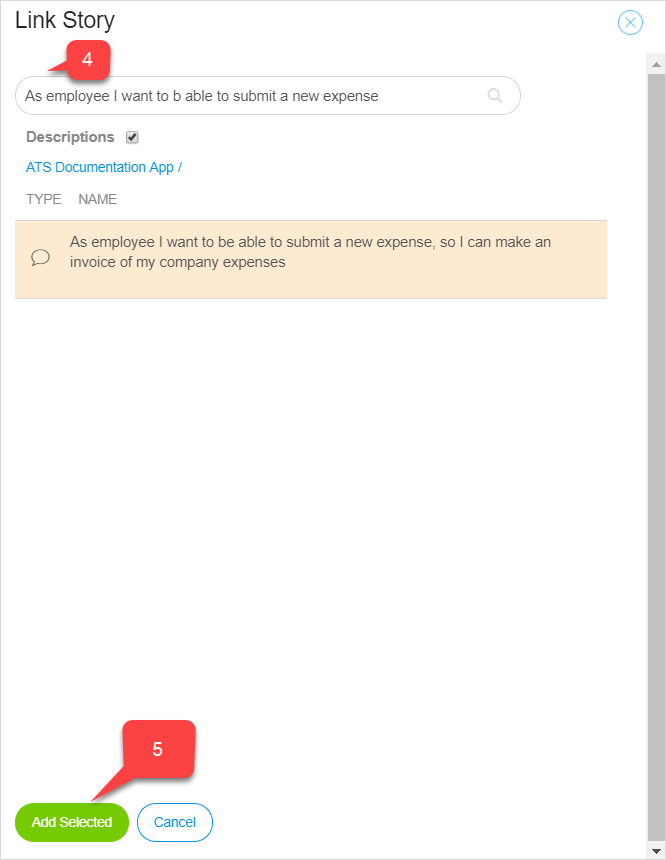 Link Story
4
As employee I want to b able to submit a new expense
Descriptions
ATS Documentation App /
TYPE NAME
As employee I want to be able to submit a new expense, so I can make an
invoice of my company expenses
5
Add Selected Cancel